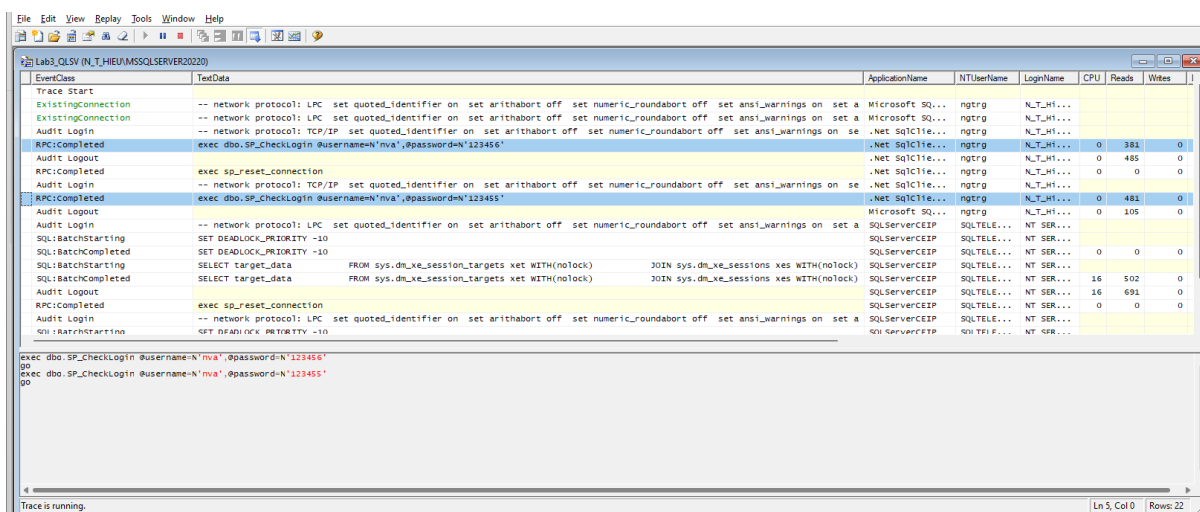 File Edit View Replay Tools Window Help
Lab3_QLSV (N_T_HIEU\MSSQLSERVER20220)
EventClass TextData ApplicationName NTUserName LoginName CPU Reads Writes
Trace Start
ExistingConnection -- network protocol: LPC set quoted_identifier on set arithabort off set numeric_roundabort off set ansi_warnings on set a Microsoft SQ... ngtrg N_T_Hi...
ExistingConnection -- network protocol: LPC set quoted_identifier on set arithabort off set numeric_roundabort off set ansi_warnings on set a Microsoft SQ... ngtrg N_T_Hi...
Audit Login -- network protocol: TCP/IP set quoted_identifier on set arithabort off set numeric_roundabort off set ansi_warnings on se .Net SqlClie... ngtrg N_T_Hi...
RPC:Completed exec dbo.SP_CheckLogin @username=N'nva',@password=N'123456' .Net SqlClie... ngtrg N_T_Hi... 0 381 0
Audit Logout .Net SqlClie... ngtrg N_T_Hi... 0 485 0
RPC:Completed exec sp_reset_connection .Net SqlClie... ngtrg N_T_Hi... 0 0 0
Audit Login -- network protocol: TCP/IP set quoted_identifier on set arithabort off set numeric_roundabort off set ansi_warnings on se .Net SqlClie... ngtrg N_T_Hi...
RPC:Completed exec dbo.SP_CheckLogin @username=N'nva',@password=N'123455' .Net SqlClie... ngtrg N_T_Hi... 0 481 0
Audit Logout Microsoft SQ... ngtrg N_T_Hi... 0 105 0
Audit Login -- network protocol: LPC set quoted_identifier on set arithabort off set numeric_roundabort off set ansi_warnings on set a SQLServerCEIP SQLTELE... NT SER...
SQL:BatchStarting SET DEADLOCK_PRIORITY -10 SQLServerCEIP SQLTELE... NT SER...
SQL:BatchCompleted SET DEADLOCK_PRIORITY -10 SQLServerCEIP SQLTELE... NT SER... 0 0 0
SQL:BatchStarting SELECT target_data FROM sys.dm_xe_session_targets xet WITH(nolock) JOIN sys.dm_xe_sessions xes WITH(nolock) SQLServerCEIP SQLTELE... NT SER...
SQL:BatchCompleted SELECT target_data FROM sys.dm_xe_session_targets xet WITH(nolock) JOIN sys.dm_xe_sessions xes WITH(nolock) SQLServerCEIP SQLTELE... NT SER... 16 502 0
Audit Logout SQLServerCEIP SQLTELE... NT SER... 16 691 0
RPC:Completed exec sp_reset_connection SQLServerCEIP SQLTELE... NT SER... 0 0 0
Audit Login -- network protocol: LPC set quoted_identifier on set arithabort off set numeric_roundabort off set ansi_warnings on set a SQLServerCEIP SQLTELE... NT SER...
SQL:BatchStarting SET DEADLOCK_PRIORITY -10 SQLServerCEIP SQLTELE... NT SER...
exec dbo.SP_CheckLogin @username=N'nva',@password=N'123456'
go
exec dbo.SP_CheckLogin @username=N'nva',@password=N'123455'
go
Trace is running. Ln 5, Col 0 Rows: 22